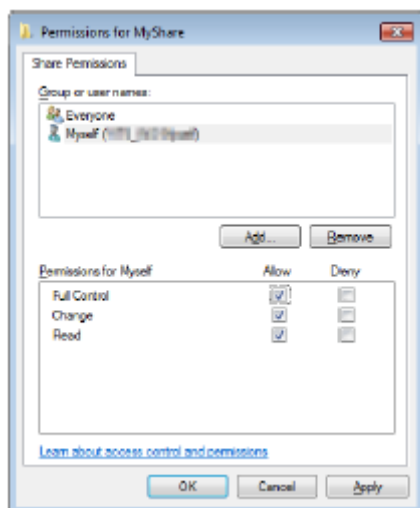 Permissions for MyShare
Share Permissions
Group or user names:
Everyone
Myself (
Add... Remove
Permissions for Myself Allow Deny
Full Control
Change
Read
Learn about access control and permissions
OK Cancel Apply